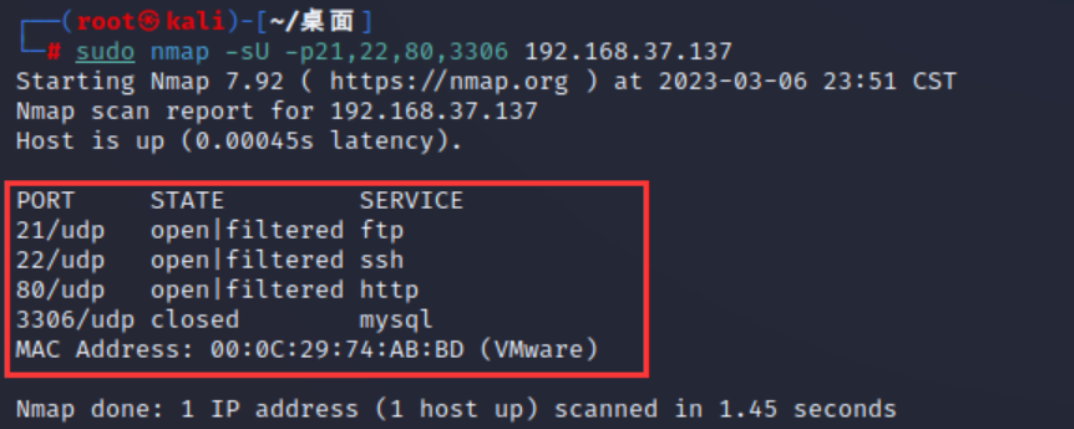 ┌──(root㉿kali)-[~/桌面]
└─# sudo nmap -sU -p21,22,80,3306 192.168.37.137
Starting Nmap 7.92 ( https://nmap.org ) at 2023-03-06 23:51 CST
Nmap scan report for 192.168.37.137
Host is up (0.00045s latency).
PORT     STATE         SERVICE
21/udp   open|filtered ftp
22/udp   open|filtered ssh
80/udp   open|filtered http
3306/udp closed        mysql
MAC Address: 00:0C:29:74:AB:BD (VMware)
Nmap done: 1 IP address (1 host up) scanned in 1.45 seconds